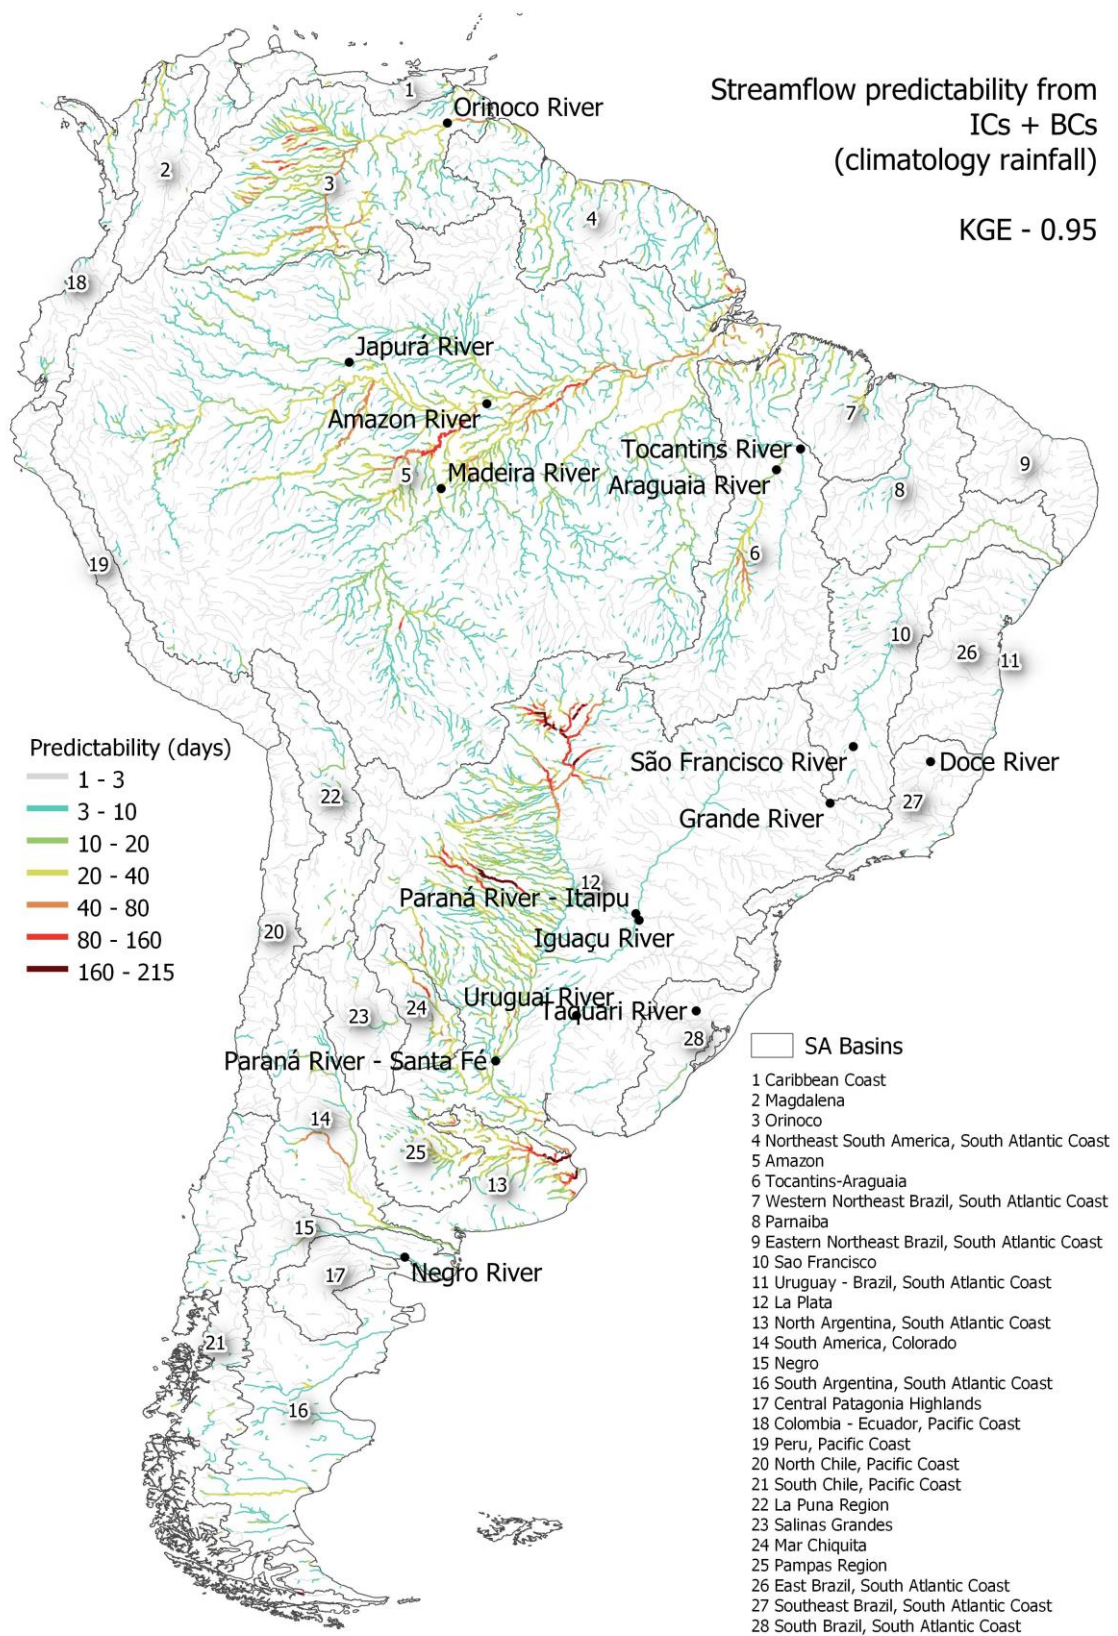 Streamflow predictability from
ICs + BCs
(climatology rainfall)
KGE - 0.95
1
Orinoco River
2
3
4
18
Japurá River
Amazon River
7
Tocantins River
9
5
Madeira River
Araguaia River
8
6
19
10
26
11
Predictability (days)
1 - 3
3 - 10
10 - 20
20 - 40
40 - 80
80 - 160
160 - 215
São Francisco River
Doce River
22
27
Grande River
12
Paraná River - Itaipu
20
Iguaçu River
Uruguai River
24
Taquari River
23
28
Paraná River - Santa Fé
14
25
13
15
17
Negro River
21
16
SA Basins
1 Caribbean Coast
2 Magdalena
3 Orinoco
4 Northeast South America, South Atlantic Coast
5 Amazon
6 Tocantins-Araguaia
7 Western Northeast Brazil, South Atlantic Coast
8 Parnaiba
9 Eastern Northeast Brazil, South Atlantic Coast
10 Sao Francisco
11 Uruguay - Brazil, South Atlantic Coast
12 La Plata
13 North Argentina, South Atlantic Coast
14 South America, Colorado
15 Negro
16 South Argentina, South Atlantic Coast
17 Central Patagonia Highlands
18 Colombia - Ecuador, Pacific Coast
19 Peru, Pacific Coast
20 North Chile, Pacific Coast
21 South Chile, Pacific Coast
22 La Puna Region
23 Salinas Grandes
24 Mar Chiquita
25 Pampas Region
26 East Brazil, South Atlantic Coast
27 Southeast Brazil, South Atlantic Coast
28 South Brazil, South Atlantic Coast